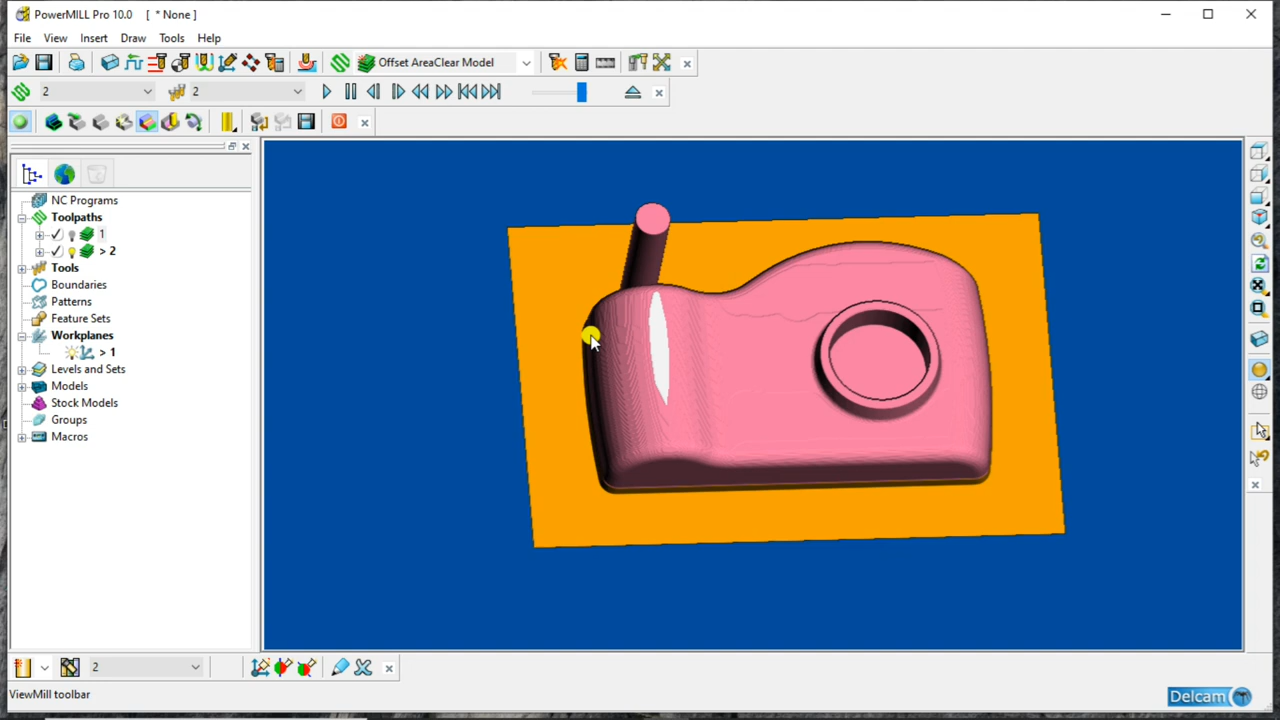 PowerMILL Pro 10.0 [ * None ]
File View Insert Draw Tools Help
Offset AreaClear Model
2 2
NC Programs
Toolpaths
1
> 2
Tools
Boundaries
Patterns
Feature Sets
Workplanes
> 1
Levels and Sets
Models
Stock Models
Groups
Macros
2
ViewMill toolbar
Delcam